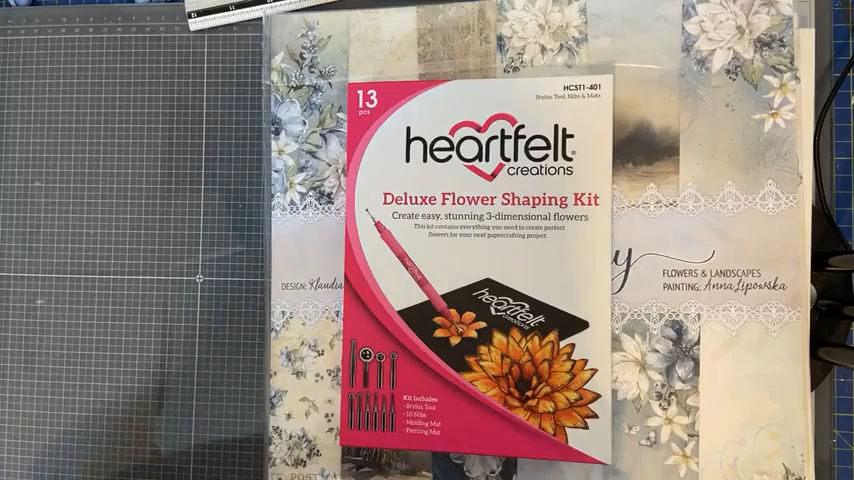 13
pcs
HCST1-401
Stylus Tool, Nibs & Mats
heartfelt
creations
Deluxe Flower Shaping Kit
Create easy, stunning 3-dimensional flowers
This kit contains everything you need to create perfect
flowers for your next papercrafting project.
heartfelt
creations
Kit Includes:
- Stylus Tool
- 10 Nibs
- Molding Mat
- Piercing Mat
DESIGN: Klaudia
y
FLOWERS & LANDSCAPES
PAINTING: Anna Lipowska